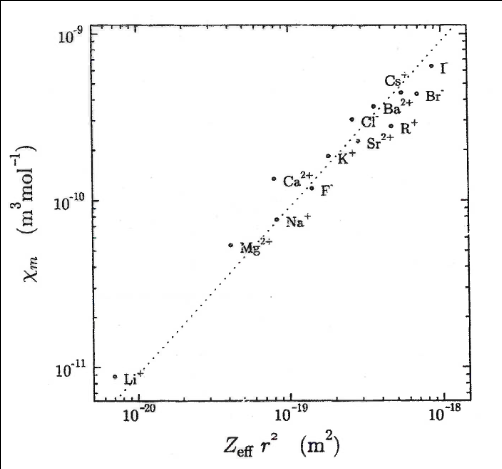 10⁻⁹
I⁻
Cs⁺
Br⁻
Ba²⁺
Cl⁻
R⁺
Sr²⁺
K⁺
χₘ (m³mol⁻¹)
Ca²⁺
F⁻
10⁻¹⁰
Na⁺
Mg²⁺
10⁻¹¹
Li⁺
10⁻²⁰ 10⁻¹⁹ 10⁻¹⁸
Z_eff r² (m²)